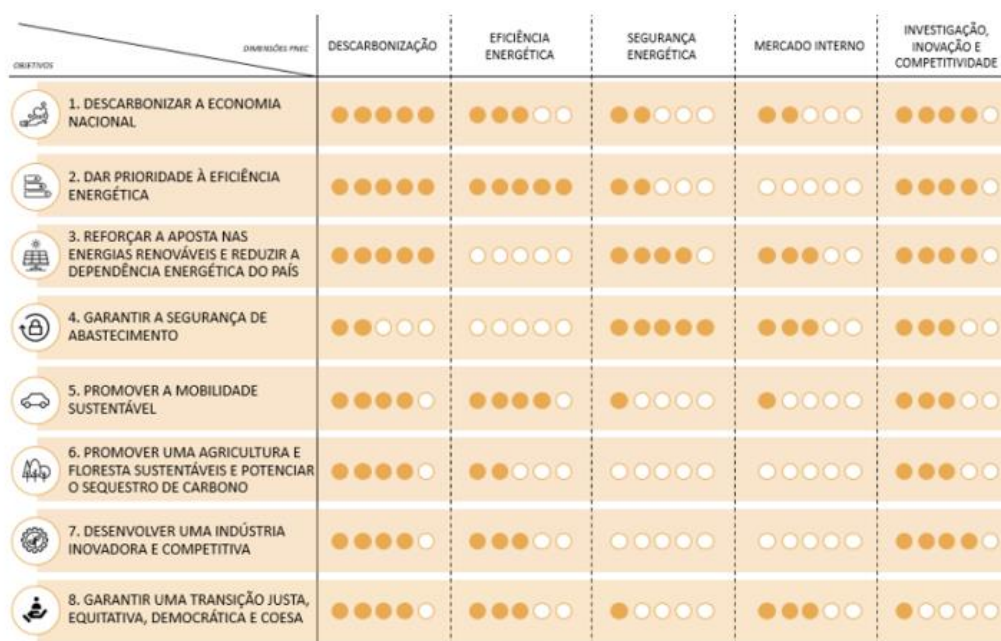 DIMENSÕES PNEC
OBJETIVOS
DESCARBONIZAÇÃO
EFICIÊNCIA
ENERGÉTICA
SEGURANÇA
ENERGÉTICA
MERCADO INTERNO
INVESTIGAÇÃO,
INOVAÇÃO E
COMPETITIVIDADE
1. DESCARBONIZAR A ECONOMIA
NACIONAL
2. DAR PRIORIDADE À EFICIÊNCIA
ENERGÉTICA
3. REFORÇAR A APOSTA NAS
ENERGIAS RENOVÁVEIS E REDUZIR A
DEPENDÊNCIA ENERGÉTICA DO PAÍS
4. GARANTIR A SEGURANÇA DE
ABASTECIMENTO
5. PROMOVER A MOBILIDADE
SUSTENTÁVEL
6. PROMOVER UMA AGRICULTURA E
FLORESTA SUSTENTÁVEIS E POTENCIAR
O SEQUESTRO DE CARBONO
7. DESENVOLVER UMA INDÚSTRIA
INOVADORA E COMPETITIVA
8. GARANTIR UMA TRANSIÇÃO JUSTA,
EQUITATIVA, DEMOCRÁTICA E COESA